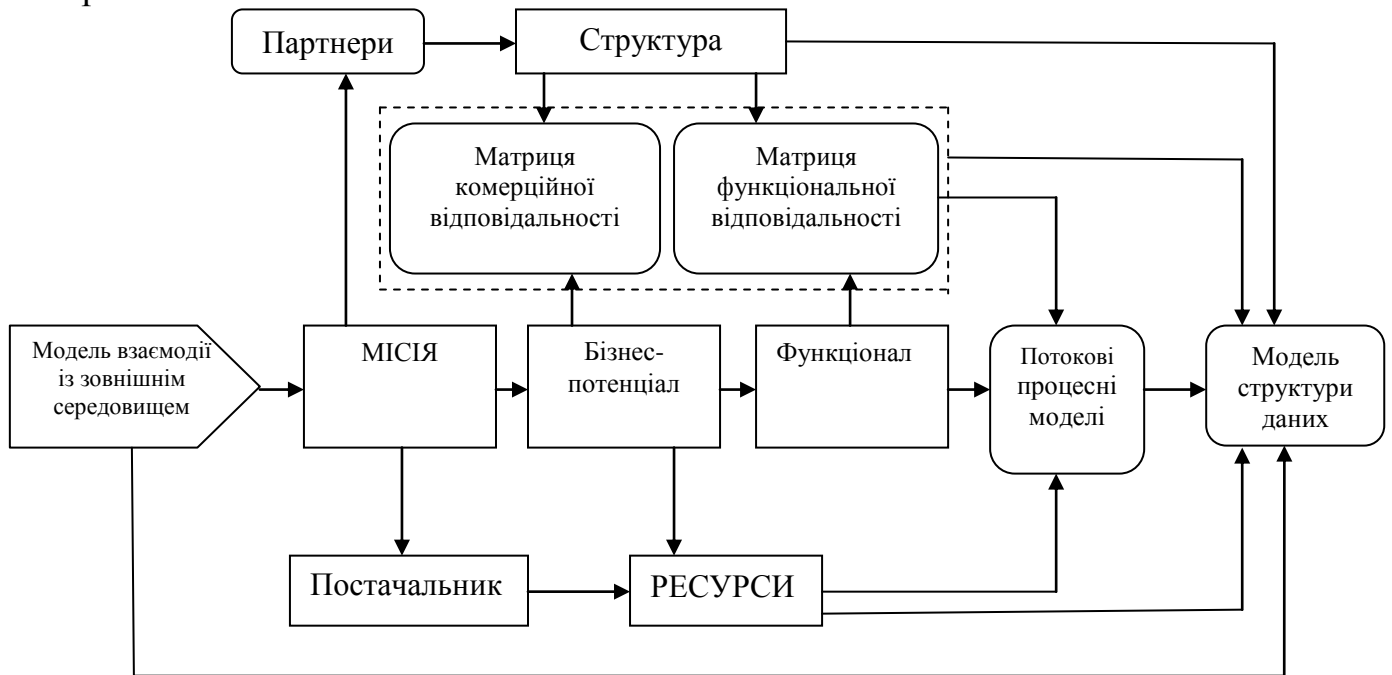 Партнери
Структура
Матриця
комерційної
відповідальності
Матриця
функціональної
відповідальності
Модель взаємодії
із зовнішнім
середовищем
МІСІЯ
Бізнес-
потенціал
Функціонал
Потокові
процесні
моделі
Модель
структури
даних
Постачальник
РЕСУРСИ